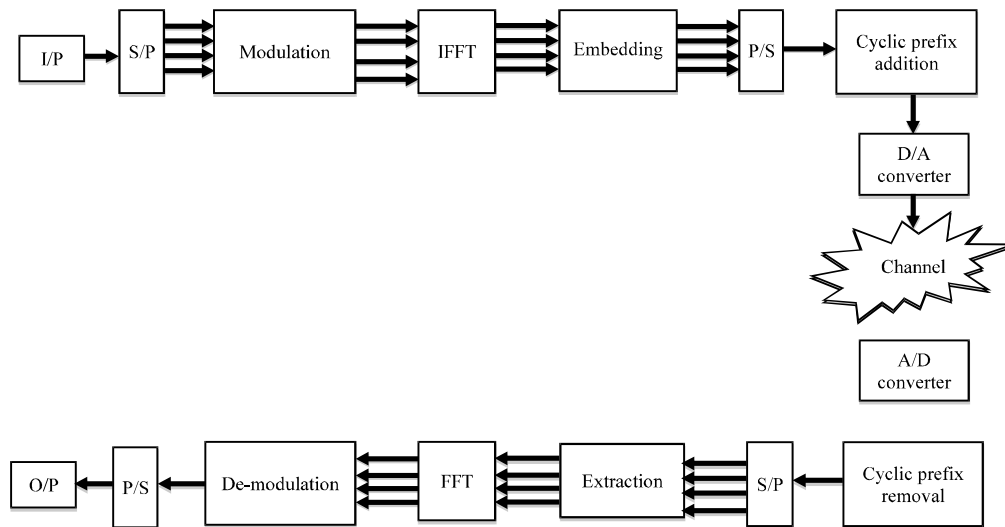 I/P
S/P
Modulation
IFFT
Embedding
P/S
Cyclic prefix
addition
D/A
converter
Channel
A/D
converter
O/P
P/S
De-modulation
FFT
Extraction
S/P
Cyclic prefix
removal